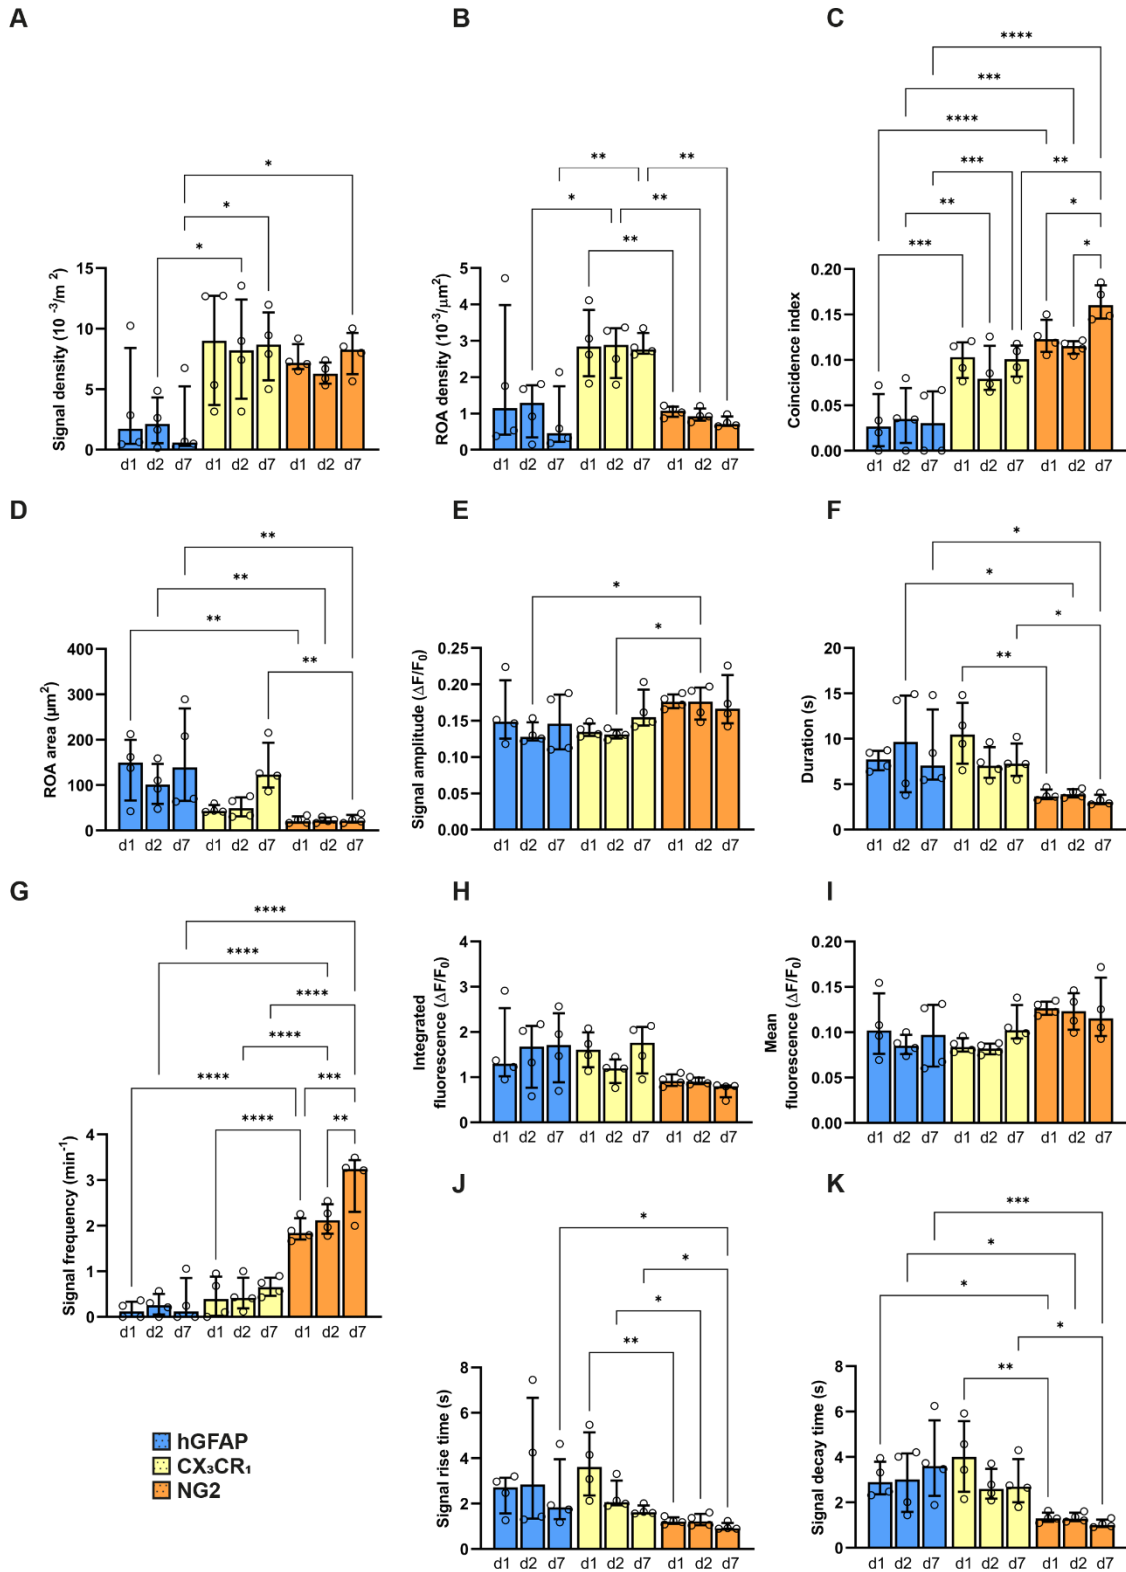 A
B
C
****
***
****
*
**
**
***
**
*
*
**
*
*
*
**
***
*
Signal density (10 ⁻³/m ²)
15
10
5
0
d1 d2 d7 d1 d2 d7 d1 d2 d7
ROA density (10⁻³/µm²)
5
4
3
2
1
0
d1 d2 d7 d1 d2 d7 d1 d2 d7
Coincidence index
0.20
0.15
0.10
0.05
0.00
d1 d2 d7 d1 d2 d7 d1 d2 d7
D
E
F
**
**
**
**
ROA area (µm²)
400
300
200
100
0
d1 d2 d7 d1 d2 d7 d1 d2 d7
*
*
Signal amplitude (ΔF/F₀)
0.25
0.20
0.15
0.10
0.05
0.00
d1 d2 d7 d1 d2 d7 d1 d2 d7
*
*
*
**
Duration (s)
20
15
10
5
0
d1 d2 d7 d1 d2 d7 d1 d2 d7
G
H
I
****
****
****
****
**** ***
**** **
Signal frequency (min⁻¹)
4
3
2
1
0
d1 d2 d7 d1 d2 d7 d1 d2 d7
Integrated
fluorescence (ΔF/F₀)
4
3
2
1
0
d1 d2 d7 d1 d2 d7 d1 d2 d7
Mean
fluorescence (ΔF/F₀)
0.20
0.15
0.10
0.05
0.00
d1 d2 d7 d1 d2 d7 d1 d2 d7
J
K
*
*
*
**
Signal rise time (s)
8
6
4
2
0
d1 d2 d7 d1 d2 d7 d1 d2 d7
***
*
*
*
**
Signal decay time (s)
8
6
4
2
0
d1 d2 d7 d1 d2 d7 d1 d2 d7
hGFAP
CX₃CR₁
NG2